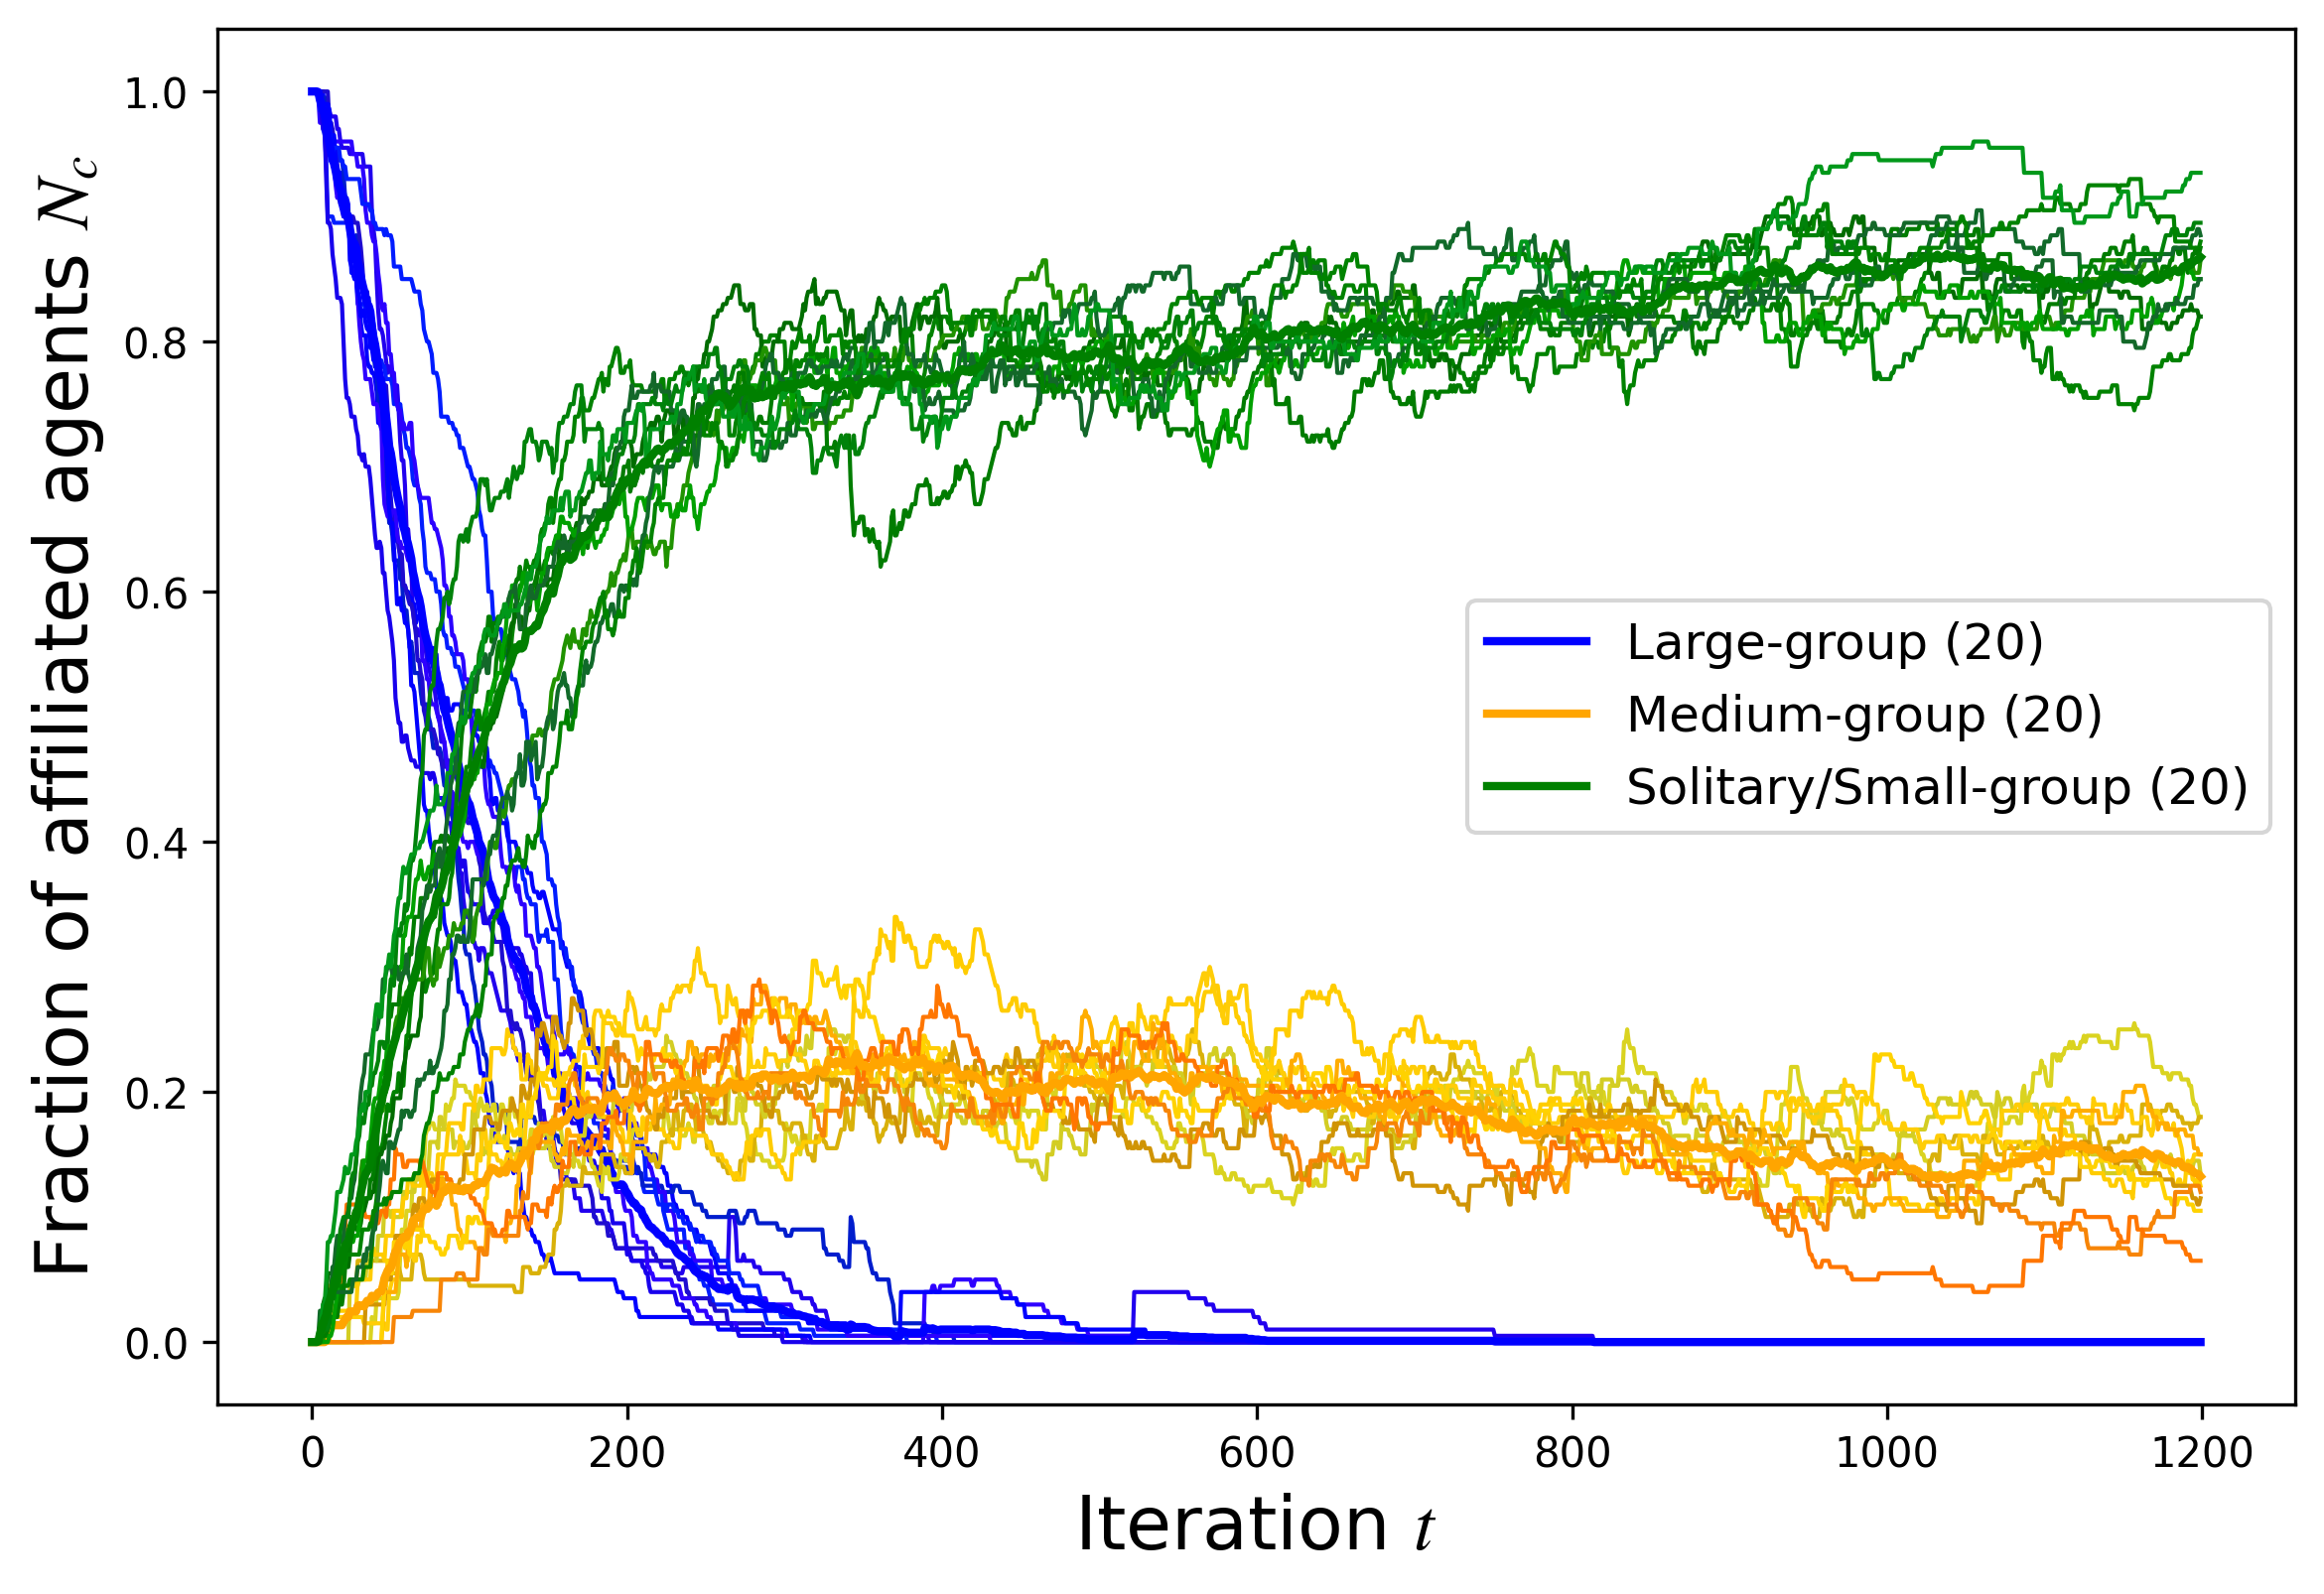 Fraction of affiliated agents N_c
1.0
0.8
0.6
0.4
0.2
0.0
Large-group (20)
Medium-group (20)
Solitary/Small-group (20)
0 200 400 600 800 1000 1200
Iteration t